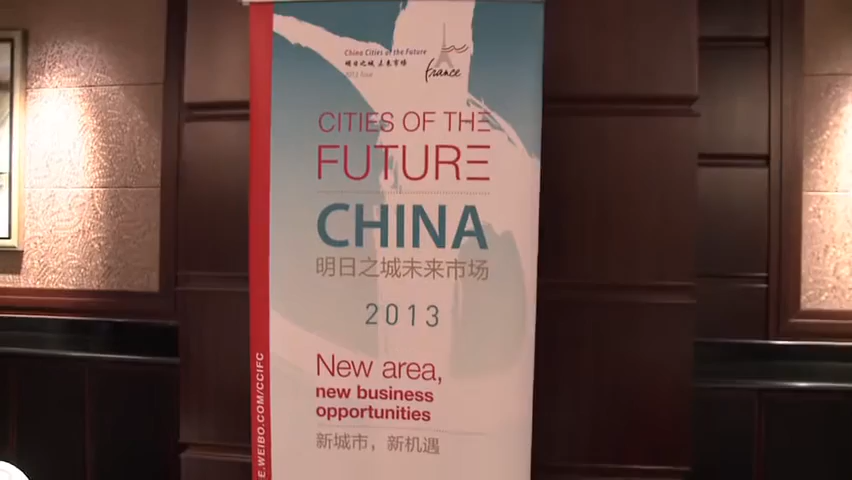 China Cities of the Future
明日之城 未来市场
2013 Tour
france
CITIES OF THE
FUTURE
CHINA
明日之城未来市场
2013
New area,
new business
opportunities
新城市，新机遇
E.WEIBO.COM/CCIFC